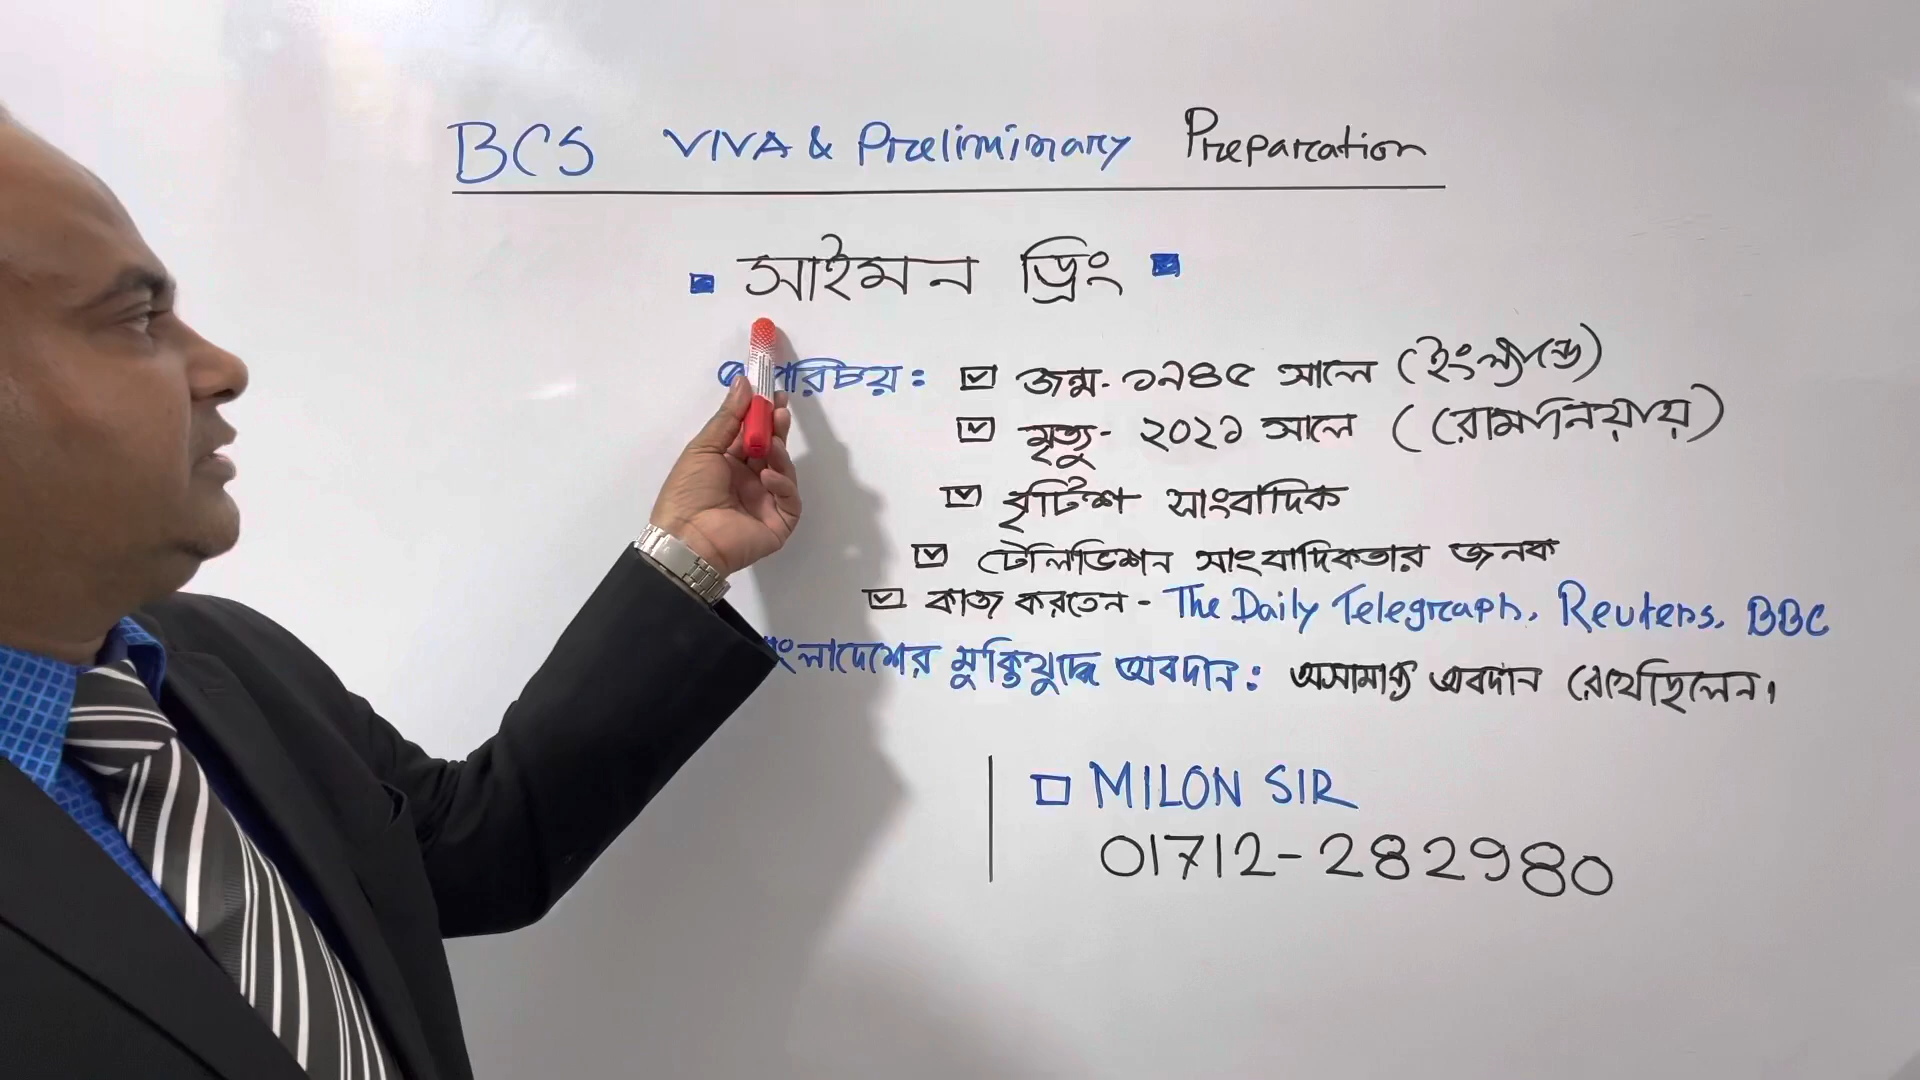 BCS VIVA & Preliminary Preparation
সাইমন ড্রিং
পরিচয়: জন্ম- ১৯৪৫ সালে (ইংল্যান্ডে)
মৃত্যু- ২০২১ সালে (রোমানিয়ায়)
বৃটিশ সাংবাদিক
টেলিভিশন সাংবাদিকতার জনক
কাজ করতেন - The Daily Telegraph, Reuters, BBC
বাংলাদেশের মুক্তিযুদ্ধে অবদান: অসামান্য অবদান রেখেছিলেন।
MILON SIR
01712-282980